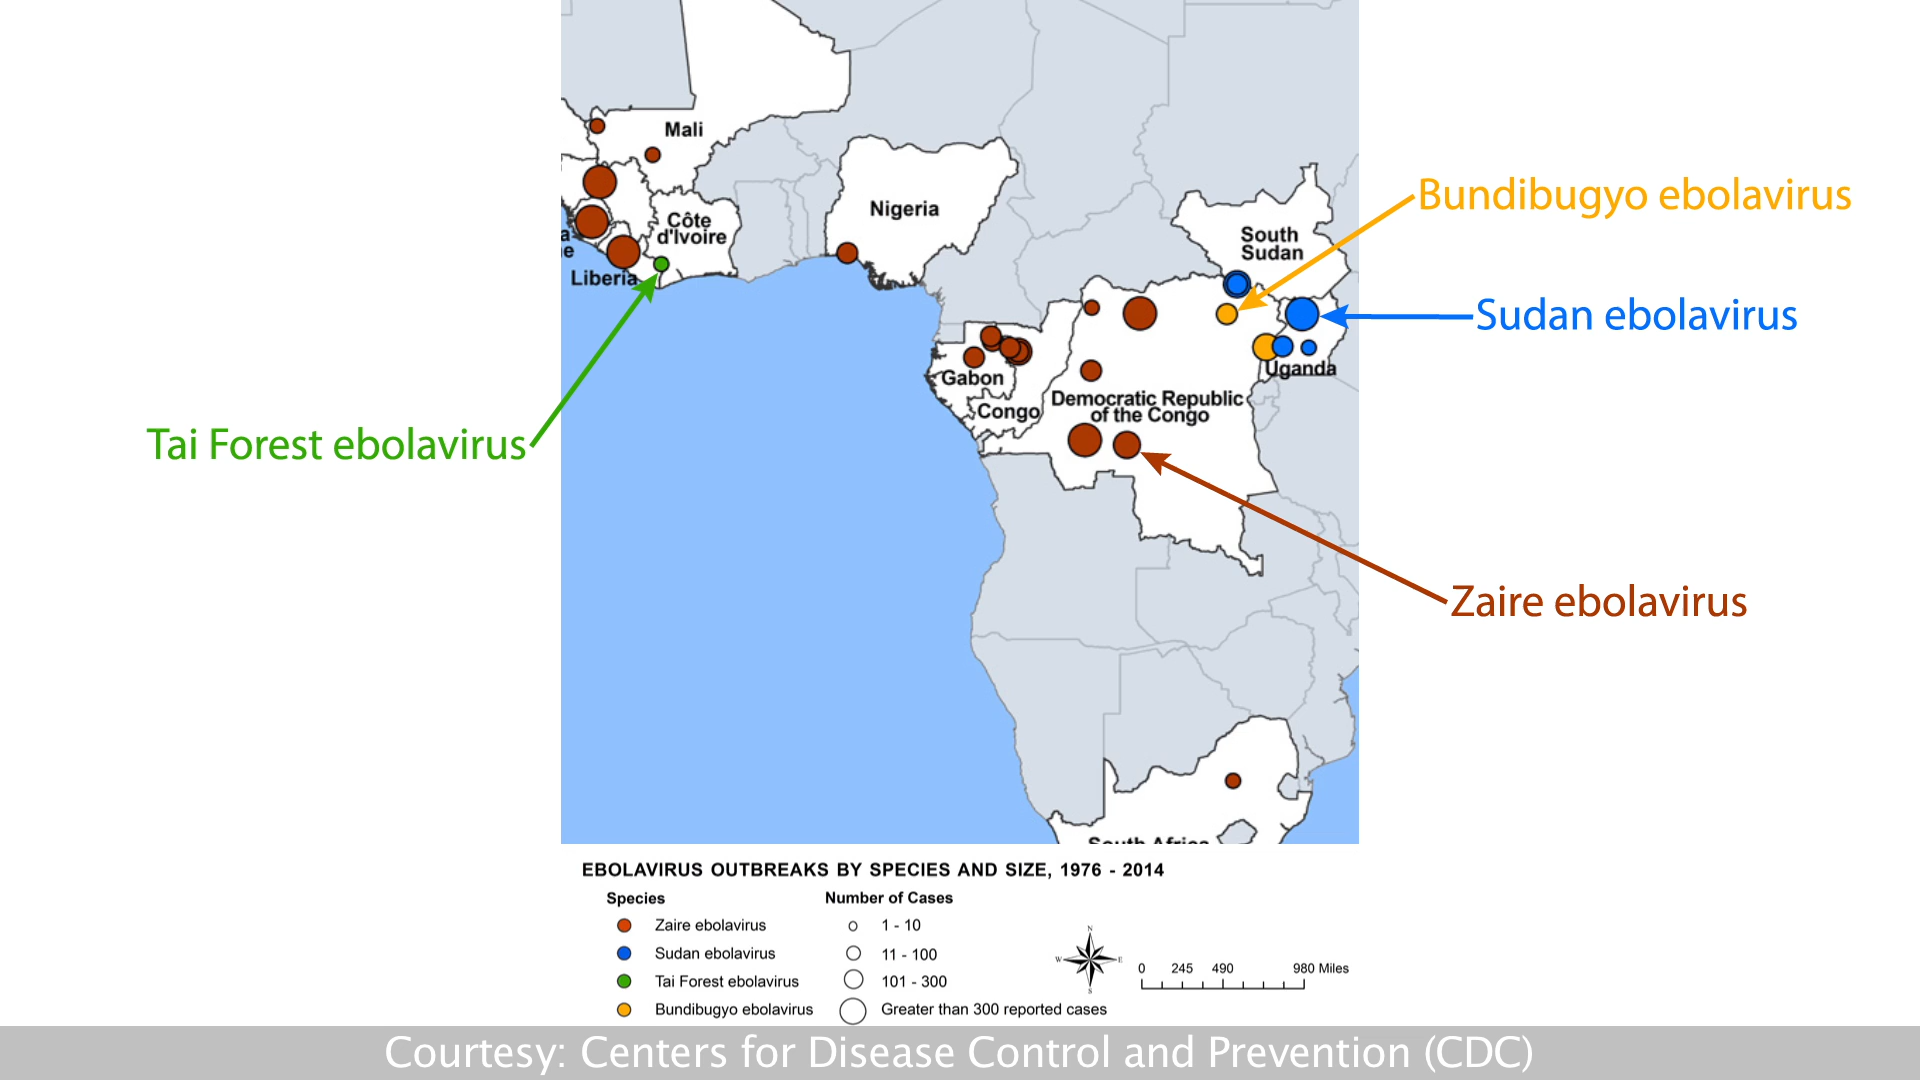 Mali
Nigeria
Côte
d'Ivoire
a
ne
Liberia
South
Sudan
Bundibugyo ebolavirus
Sudan ebolavirus
Uganda
Gabon
Congo
Democratic Republic
of the Congo
Tai Forest ebolavirus
Zaire ebolavirus
South Africa
EBOLAVIRUS OUTBREAKS BY SPECIES AND SIZE, 1976 - 2014
Species
Number of Cases
Zaire ebolavirus
1 - 10
Sudan ebolavirus
11 - 100
Tai Forest ebolavirus
101 - 300
Bundibugyo ebolavirus
Greater than 300 reported cases
N
W E
S
0 245 490 980 Miles
Courtesy: Centers for Disease Control and Prevention (CDC)